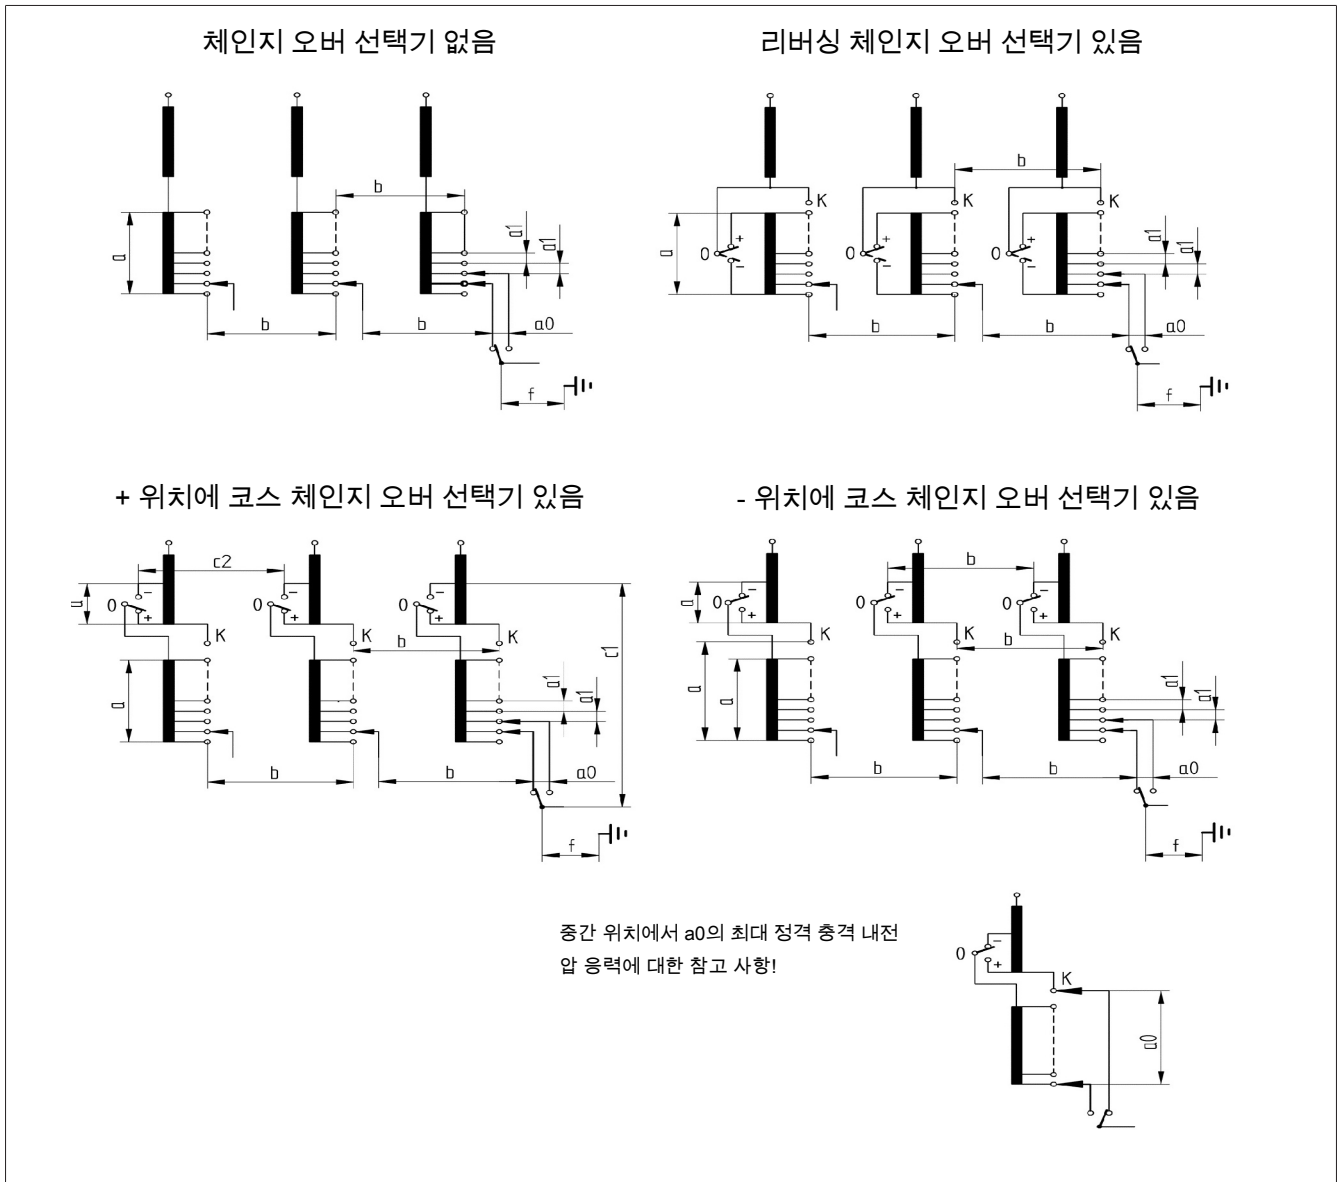 체인지 오버 선택기 없음
a
b
b
b
a1
a1
a0
f
리버싱 체인지 오버 선택기 있음
K
K
K
0
+
-
0
+
-
0
+
-
a
b
b
b
a1
a1
a0
f
+ 위치에 코스 체인지 오버 선택기 있음
c2
0
-
+
0
-
+
0
-
+
K
K
K
a
a
b
b
b
a1
a1
c1
a0
f
- 위치에 코스 체인지 오버 선택기 있음
b
0
-
+
0
-
+
0
-
+
K
K
K
a
a
a
b
b
b
a1
a1
a0
f
중간 위치에서 a0의 최대 정격 충격 내전
압 응력에 대한 참고 사항!
0
-
+
K
a0